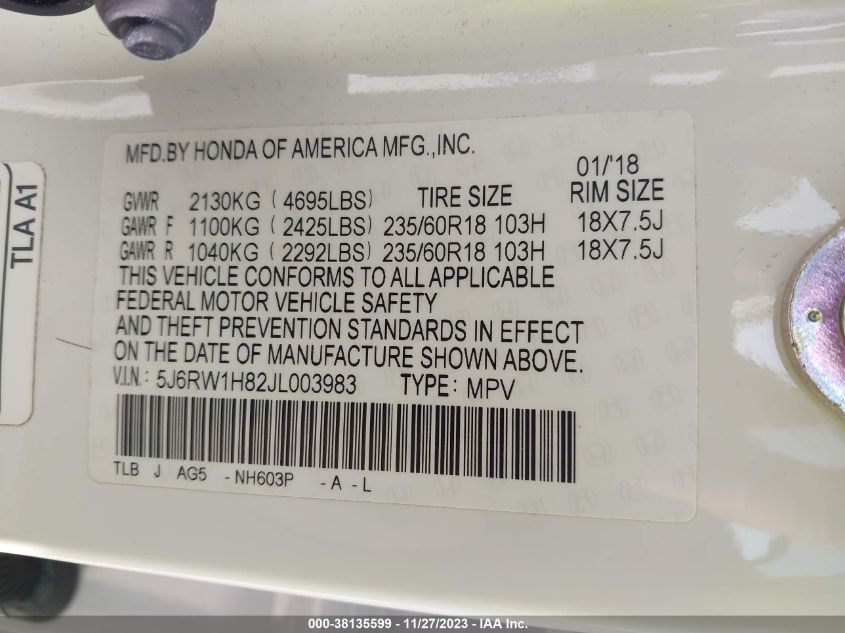 MFD.BY HONDA OF AMERICA MFG.,INC.
01/'18
GVWR 2130KG ( 4695LBS) TIRE SIZE RIM SIZE
GAWR F 1100KG ( 2425LBS) 235/60R18 103H 18X7.5J
GAWR R 1040KG ( 2292LBS) 235/60R18 103H 18X7.5J
THIS VEHICLE CONFORMS TO ALL APPLICABLE
FEDERAL MOTOR VEHICLE SAFETY
AND THEFT PREVENTION STANDARDS IN EFFECT
ON THE DATE OF MANUFACTURE SHOWN ABOVE.
V.I.N.: 5J6RW1H82JL003983 TYPE: MPV
TLB J AG5 -NH603P -A -L
TLA A1
000-38135599 - 11/27/2023 - IAA Inc.